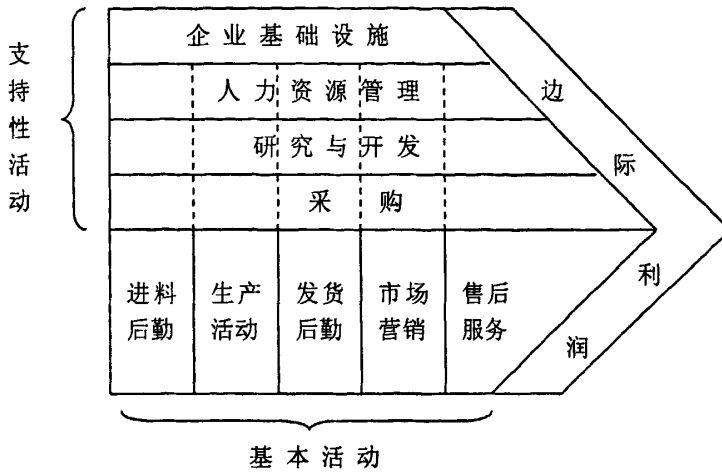 支持性活动
企业基础设施
人力资源管理
研究与开发
采购
进料后勤
生产活动
发货后勤
市场营销
售后服务
边际利润
基本活动